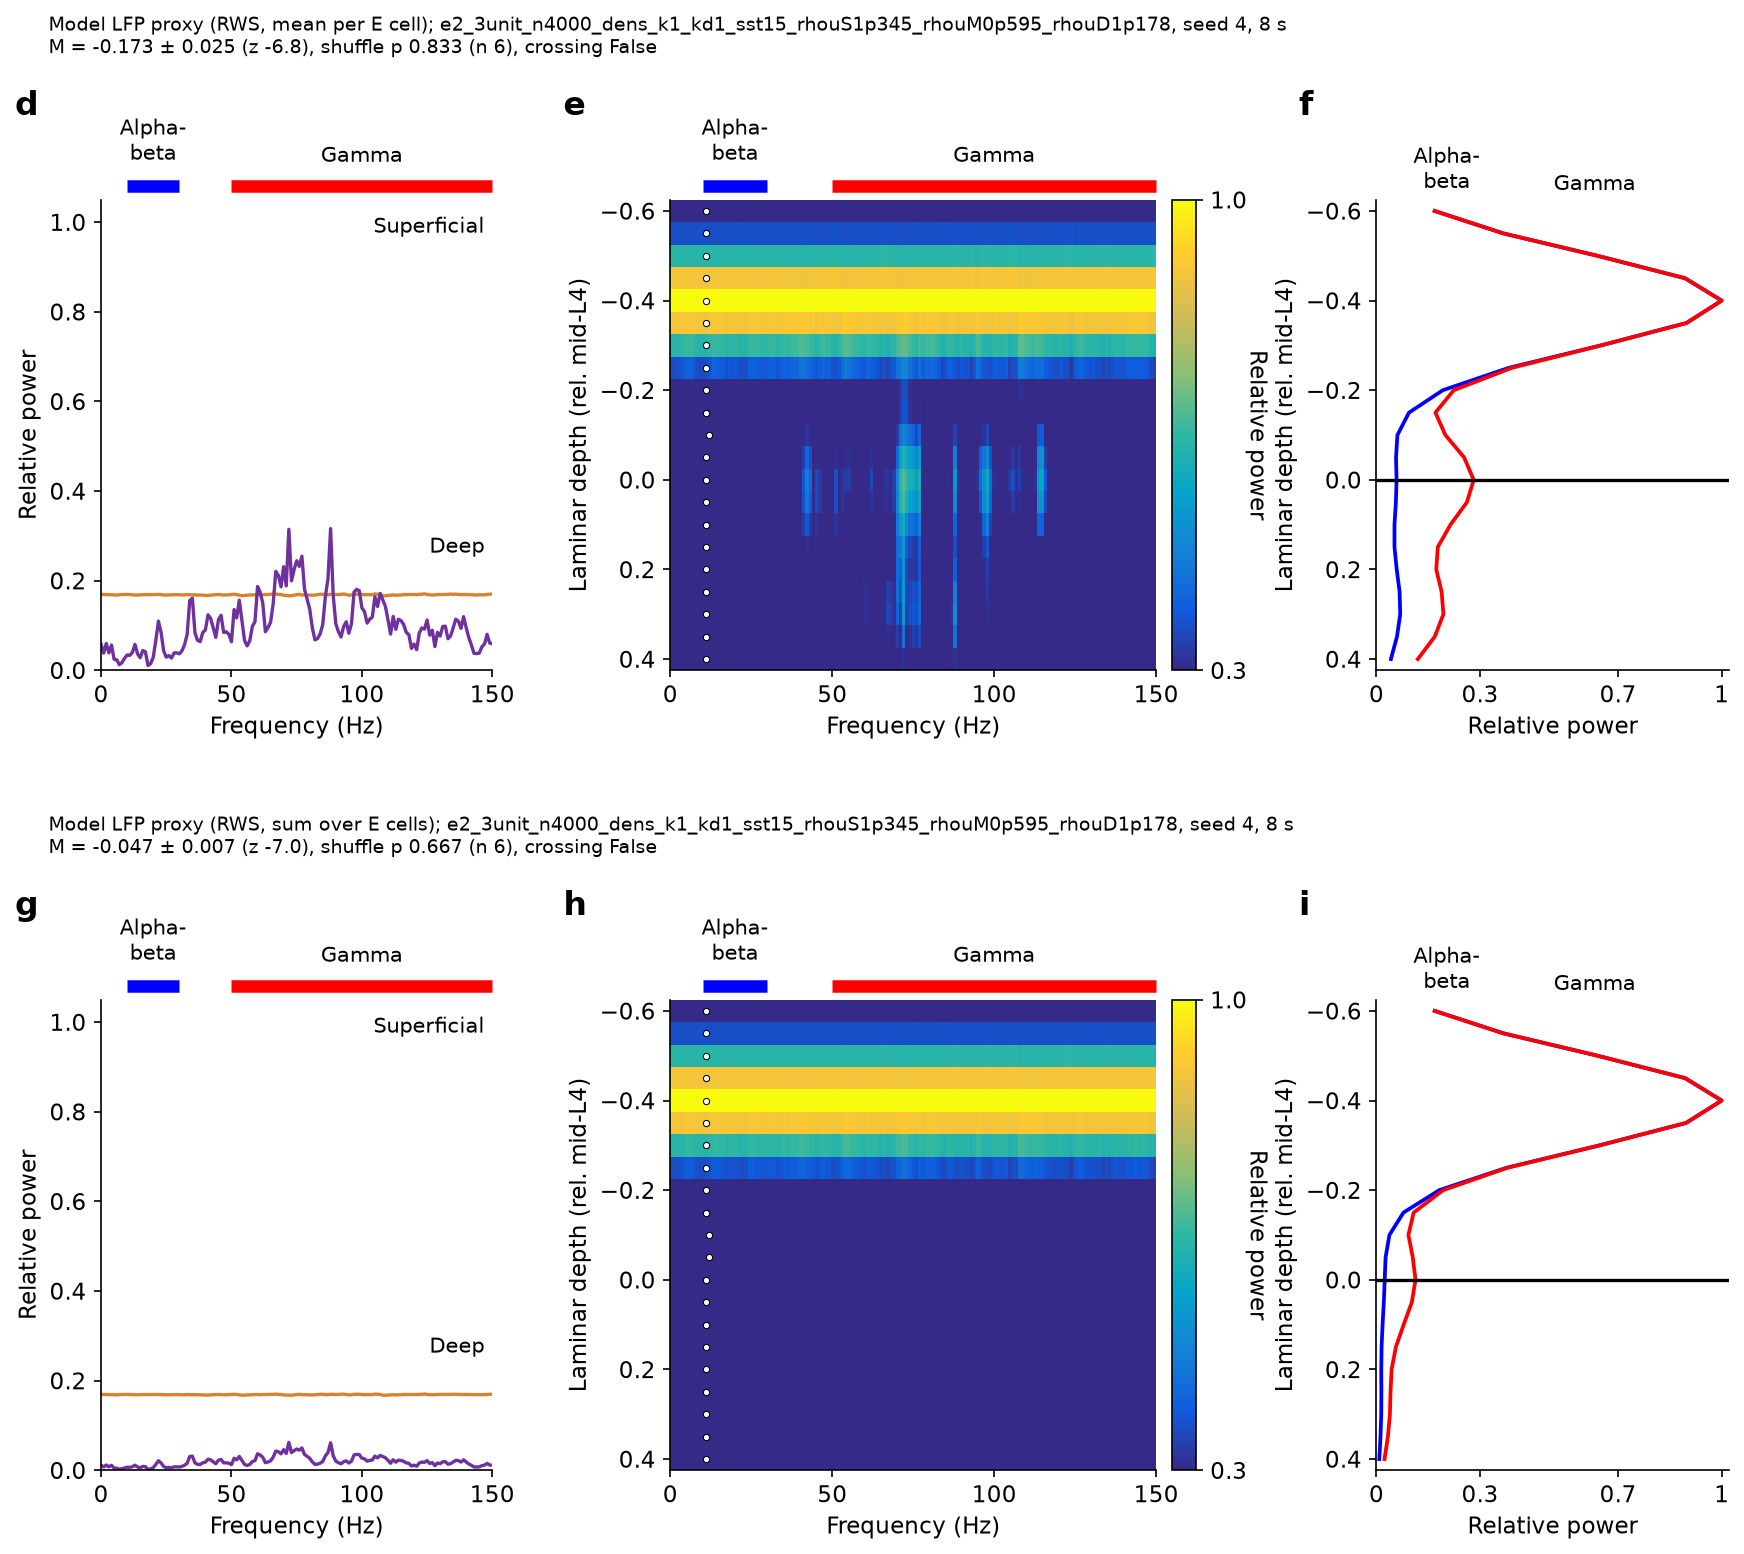 Model LFP proxy (RWS, mean per E cell); e2_3unit_n4000_dens_k1_kd1_sst15_rhouS1p345_rhouM0p595_rhouD1p178, seed 4, 8 s
M = -0.173 ± 0.025 (z -6.8), shuffle p 0.833 (n 6), crossing False
d
Alpha-
beta
Gamma
Superficial
Deep
1.0
0.8
0.6
0.4
0.2
0.0
0 50 100 150
Relative power
Frequency (Hz)
e
Alpha-
beta
Gamma
−0.6
−0.4
−0.2
0.0
0.2
0.4
0 50 100 150
Laminar depth (rel. mid-L4)
Frequency (Hz)
1.0
0.3
Relative power
f
Alpha-
beta
Gamma
−0.6
−0.4
−0.2
0.0
0.2
0.4
0 0.3 0.7 1
Laminar depth (rel. mid-L4)
Relative power
Model LFP proxy (RWS, sum over E cells); e2_3unit_n4000_dens_k1_kd1_sst15_rhouS1p345_rhouM0p595_rhouD1p178, seed 4, 8 s
M = -0.047 ± 0.007 (z -7.0), shuffle p 0.667 (n 6), crossing False
g
Alpha-
beta
Gamma
Superficial
Deep
1.0
0.8
0.6
0.4
0.2
0.0
0 50 100 150
Relative power
Frequency (Hz)
h
Alpha-
beta
Gamma
−0.6
−0.4
−0.2
0.0
0.2
0.4
0 50 100 150
Laminar depth (rel. mid-L4)
Frequency (Hz)
1.0
0.3
Relative power
i
Alpha-
beta
Gamma
−0.6
−0.4
−0.2
0.0
0.2
0.4
0 0.3 0.7 1
Laminar depth (rel. mid-L4)
Relative power